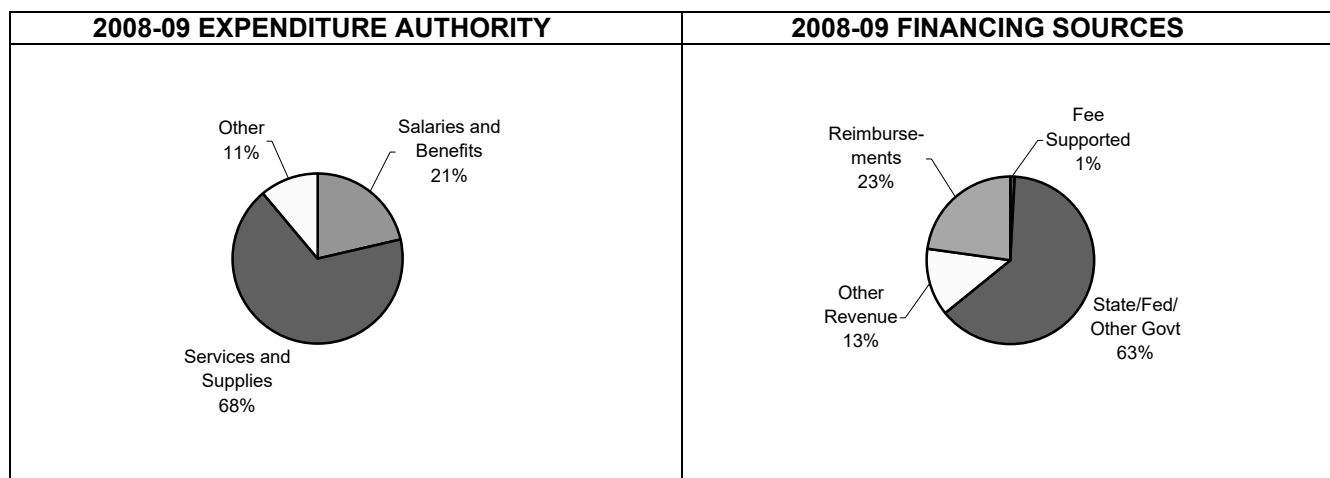 2008-09 EXPENDITURE AUTHORITY
Other
11%
Salaries and
Benefits
21%
Services and
Supplies
68%
2008-09 FINANCING SOURCES
Fee
Supported
1%
Reimburse-
ments
23%
Other
Revenue
13%
State/Fed/
Other Govt
63%